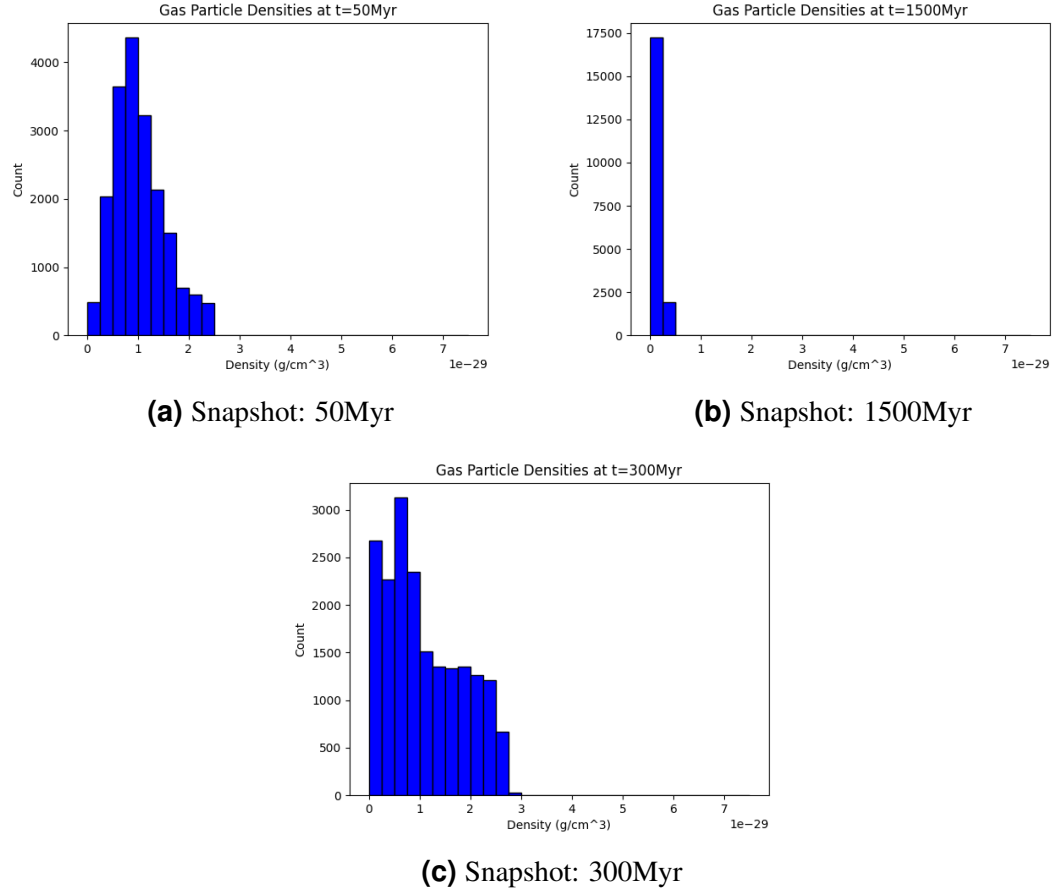 Gas Particle Densities at t=50Myr
4000
3000
2000
1000
0
Count
0 1 2 3 4 5 6 7
Density (g/cm^3)
1e−29
(a) Snapshot: 50Myr
Gas Particle Densities at t=1500Myr
17500
15000
12500
10000
7500
5000
2500
0
Count
0 1 2 3 4 5 6 7
Density (g/cm^3)
1e−29
(b) Snapshot: 1500Myr
Gas Particle Densities at t=300Myr
3000
2500
2000
1500
1000
500
0
Count
0 1 2 3 4 5 6 7
Density (g/cm^3)
1e−29
(c) Snapshot: 300Myr